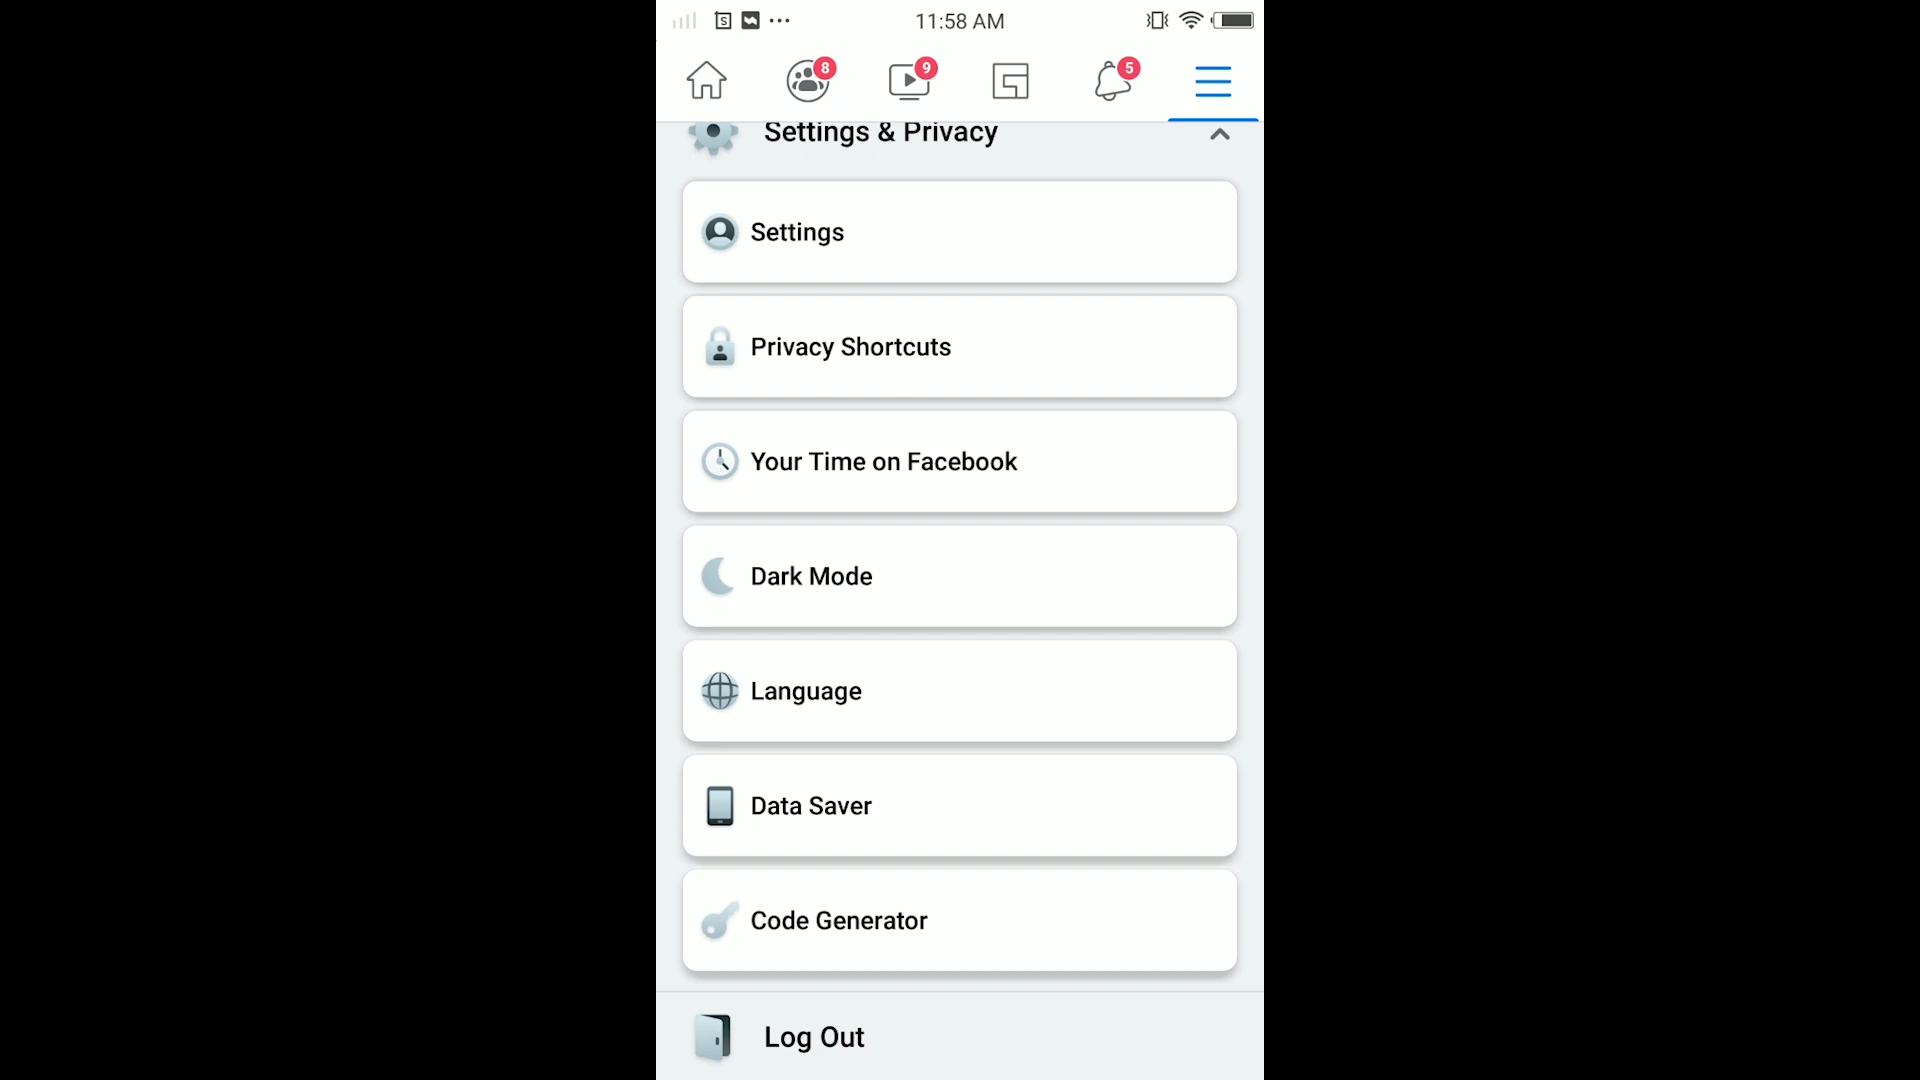 S 11:58 AM
8 9 5
Settings & Privacy
Settings
Privacy Shortcuts
Your Time on Facebook
Dark Mode
Language
Data Saver
Code Generator
Log Out